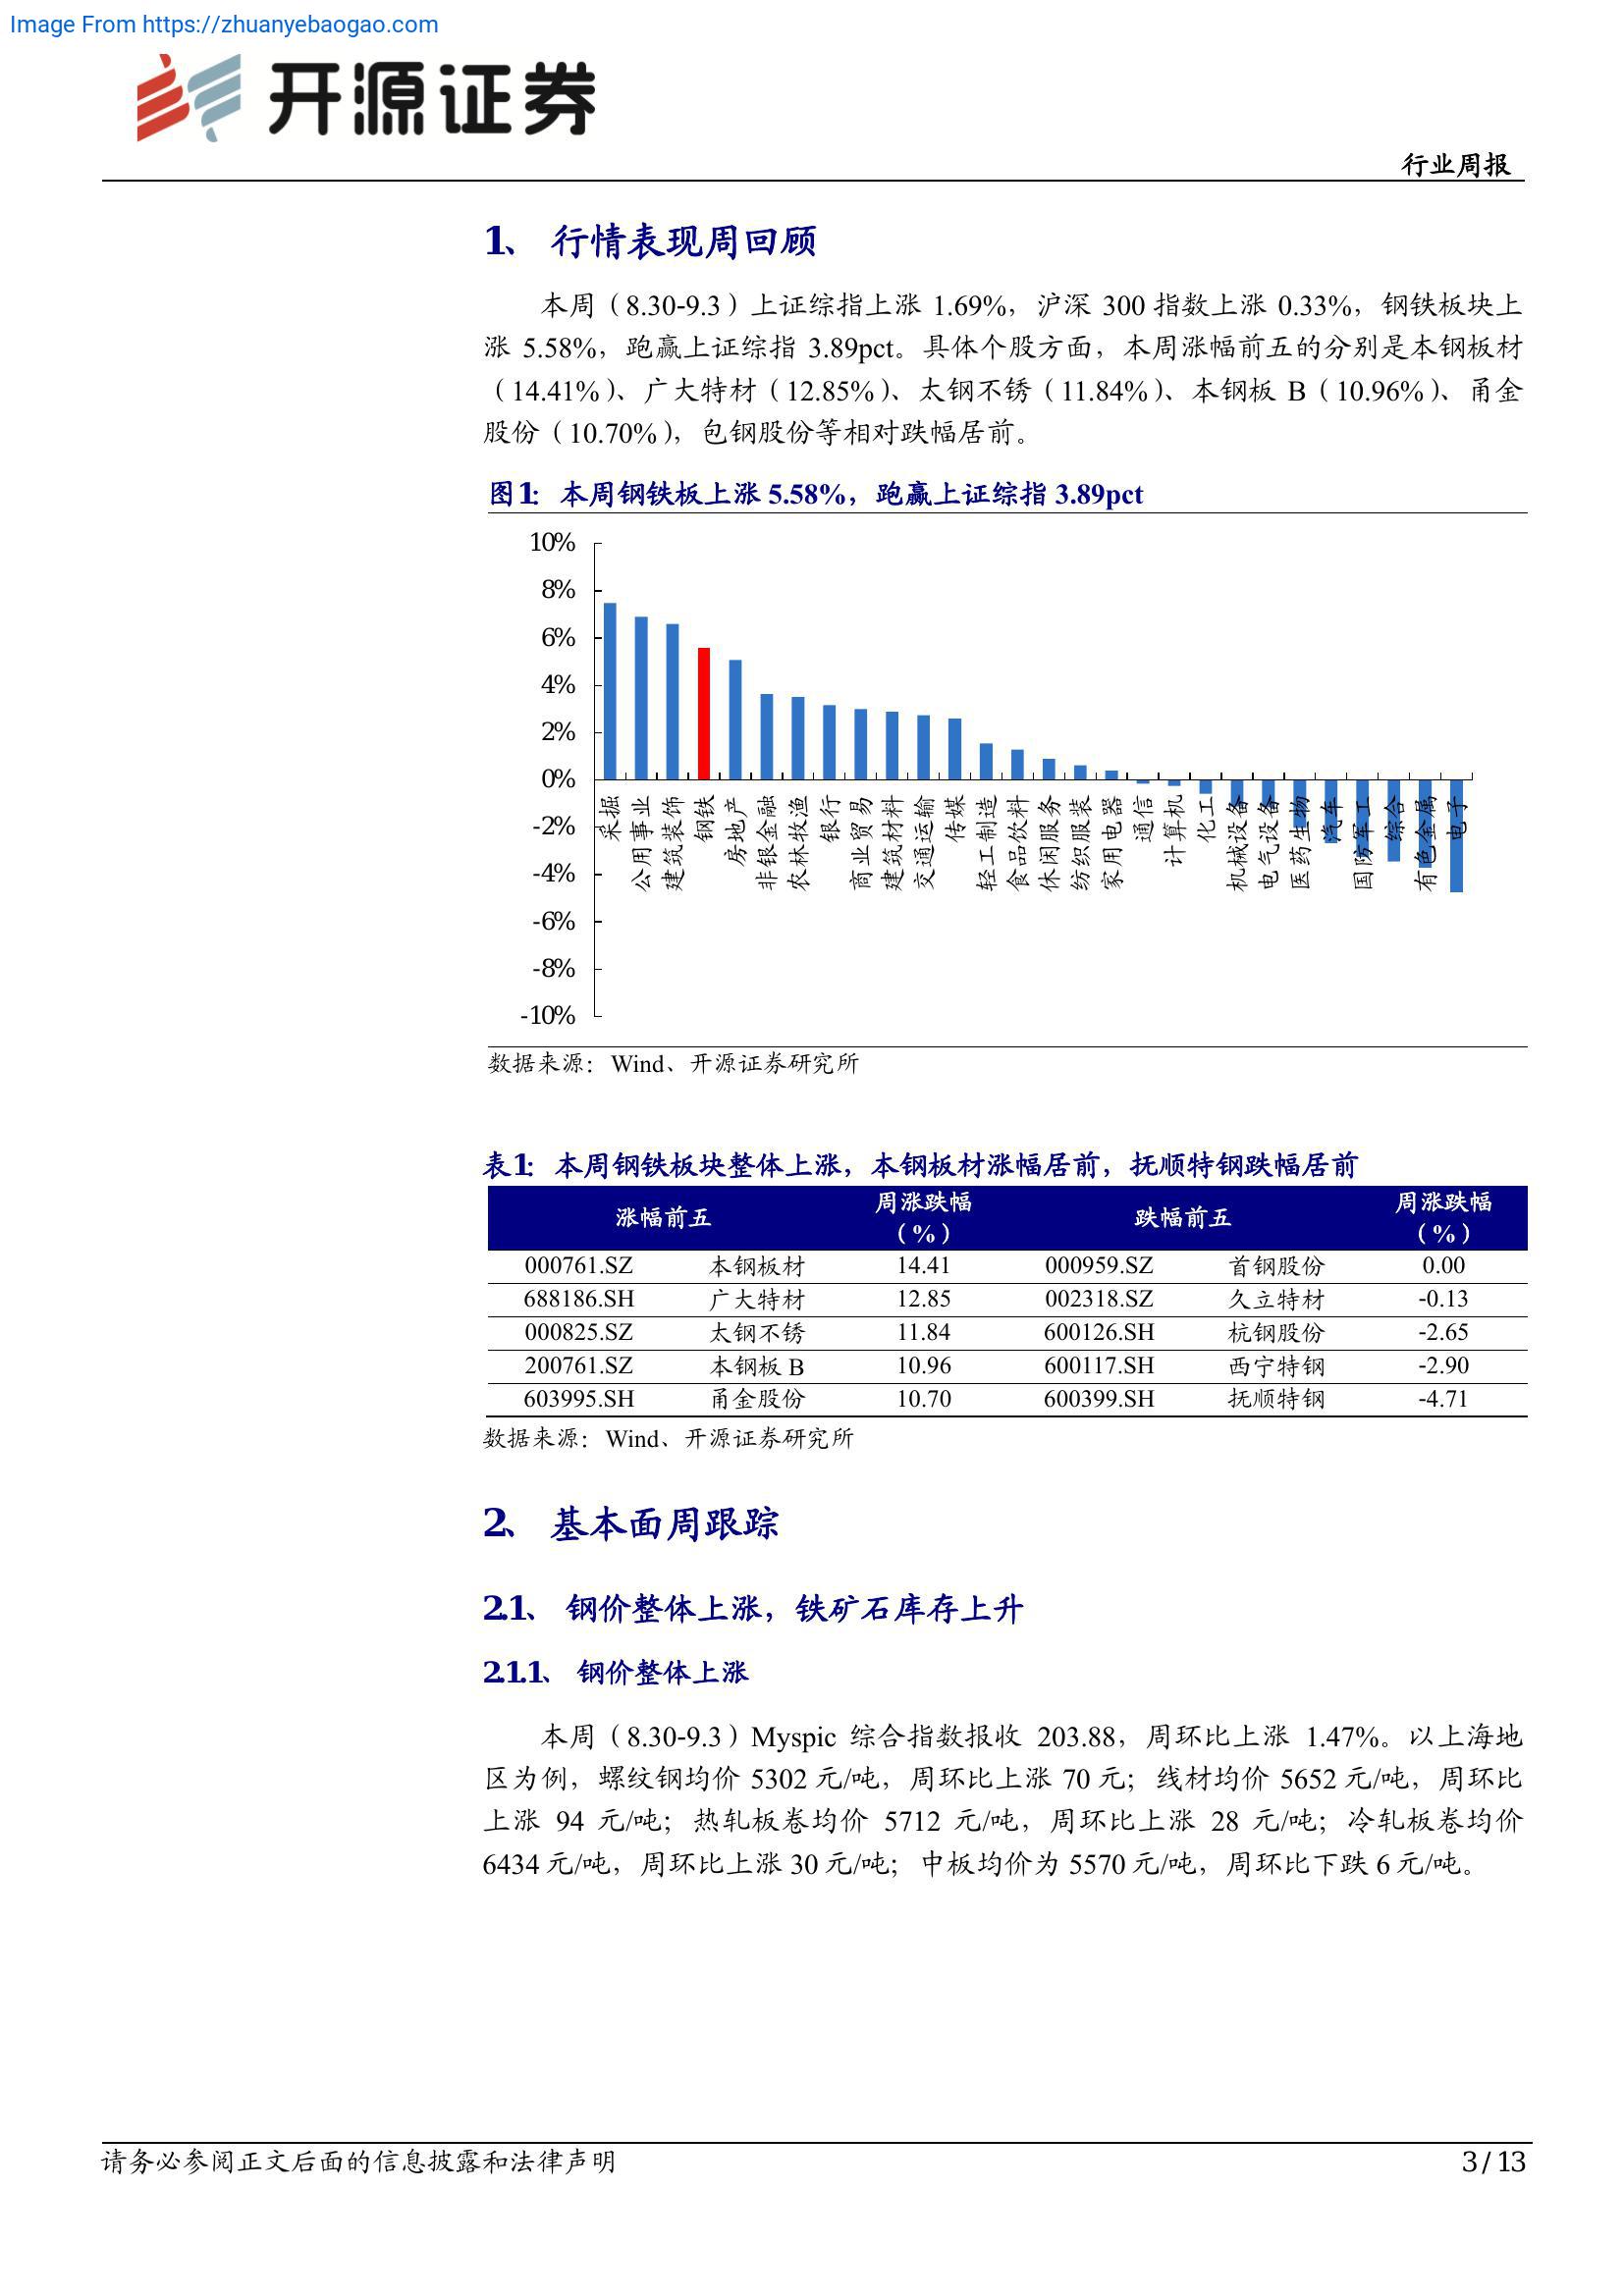 Image From https://zhuanyebaogao.com
开源证券
行业周报
1、 行情表现周回顾
本周（8.30-9.3）上证综指上涨 1.69%，沪深 300 指数上涨 0.33%，钢铁板块上
涨 5.58%，跑赢上证综指 3.89pct。具体个股方面，本周涨幅前五的分别是本钢板材
（14.41%）、广大特材（12.85%）、太钢不锈（11.84%）、本钢板 B（10.96%）、甬金
股份（10.70%），包钢股份等相对跌幅居前。
图1： 本周钢铁板上涨 5.58%，跑赢上证综指 3.89pct
10%
8%
6%
4%
2%
0%
-2%
-4%
-6%
-8%
-10%
采掘
公用事业
建筑装饰
钢铁
房地产
非银金融
农林牧渔
银行
商业贸易
建筑材料
交通运输
传媒
轻工制造
食品饮料
休闲服务
纺织服装
家用电器
通信
计算机
化工
机械设备
电气设备
医药生物
汽车
国防军工
综合
有色金属
电子
数据来源：Wind、开源证券研究所
表1： 本周钢铁板块整体上涨，本钢板材涨幅居前，抚顺特钢跌幅居前
涨幅前五 周涨跌幅（%） 跌幅前五 周涨跌幅（%）
000761.SZ 本钢板材 14.41 000959.SZ 首钢股份 0.00
688186.SH 广大特材 12.85 002318.SZ 久立特材 -0.13
000825.SZ 太钢不锈 11.84 600126.SH 杭钢股份 -2.65
200761.SZ 本钢板 B 10.96 600117.SH 西宁特钢 -2.90
603995.SH 甬金股份 10.70 600399.SH 抚顺特钢 -4.71
数据来源：Wind、开源证券研究所
2、 基本面周跟踪
2.1、 钢价整体上涨，铁矿石库存上升
2.1.1、 钢价整体上涨
本周（8.30-9.3）Myspic 综合指数报收 203.88，周环比上涨 1.47%。以上海地
区为例，螺纹钢均价 5302 元/吨，周环比上涨 70 元；线材均价 5652 元/吨，周环比
上涨 94 元/吨；热轧板卷均价 5712 元/吨，周环比上涨 28 元/吨；冷轧板卷均价
6434 元/吨，周环比上涨 30 元/吨；中板均价为 5570 元/吨，周环比下跌 6 元/吨。
请务必参阅正文后面的信息披露和法律声明
3 / 13